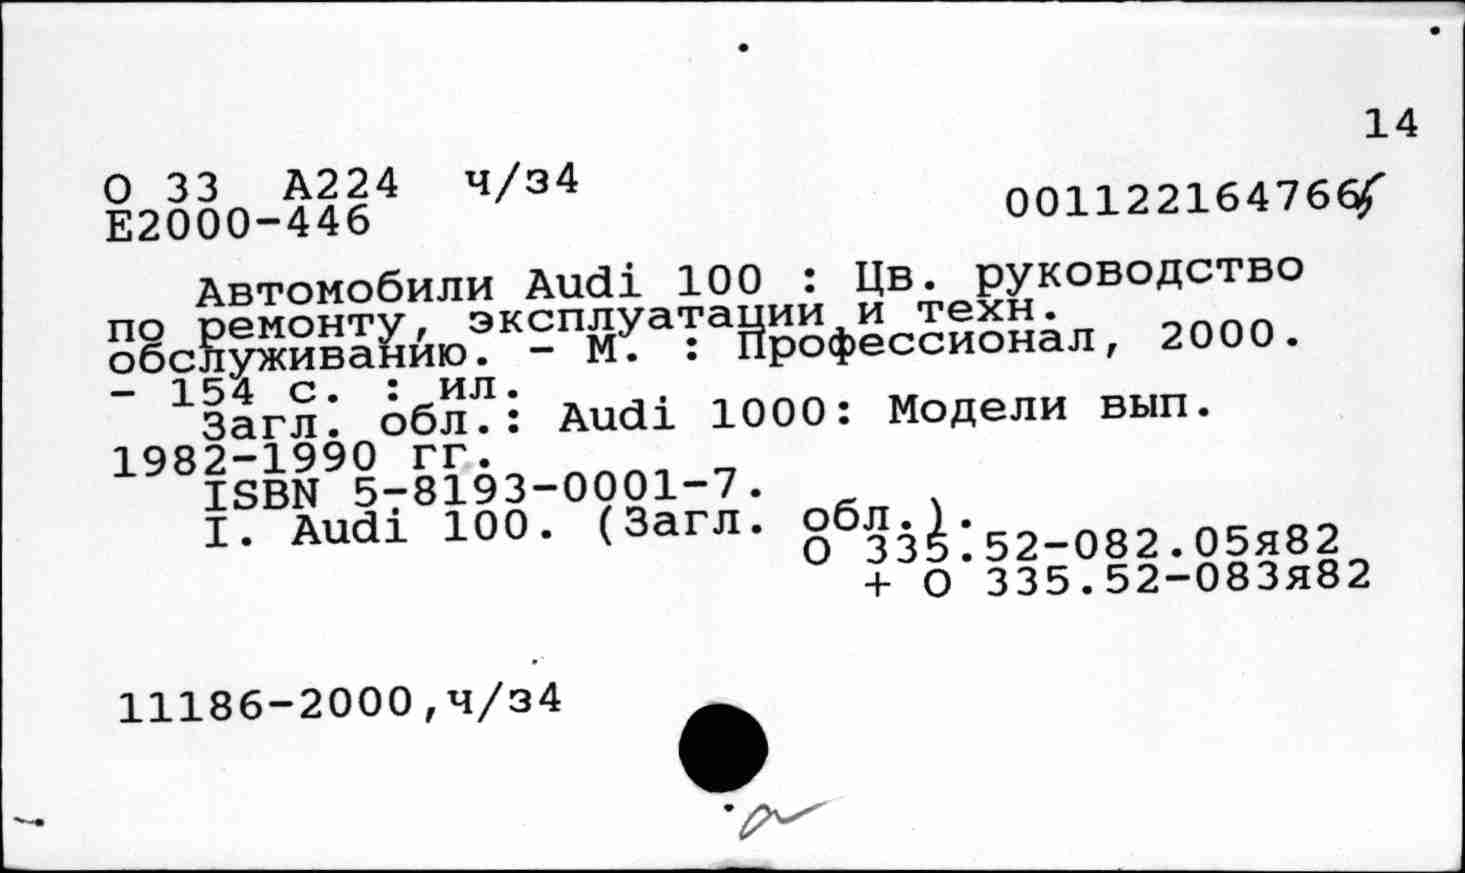 14
О 33 А224 ч/з4
Е2000-446
001122164766
Автомобили Audi 100 : Цв. руководство
по ремонту, эксплуатации и техн.
обслуживанию. - М. : Профессионал, 2000.
- 154 с. : ил.
Загл. обл.: Audi 1000: Модели вып.
1982-1990 гг.
ISBN 5-8193-0001-7.
I. Audi 100. (Загл. обл.).
О 335.52-082.05я82
+ О 335.52-083я82
11186-2000,ч/з4